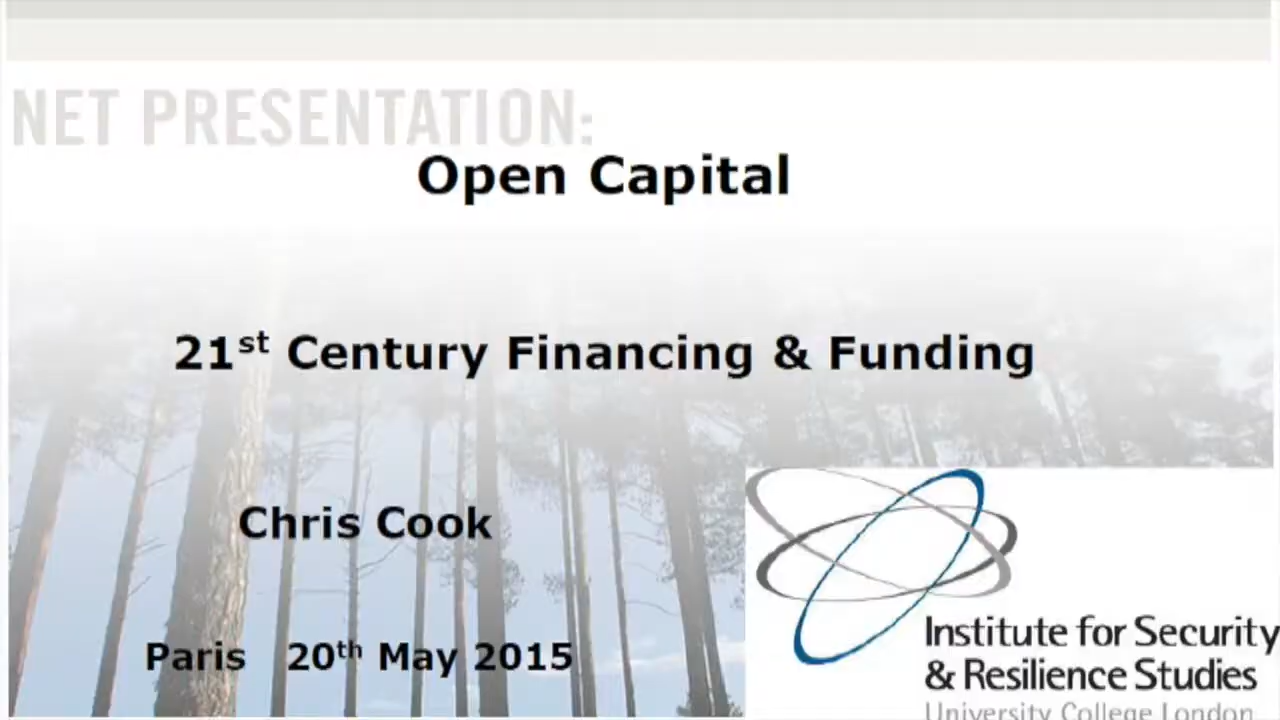 NET PRESENTATION:
Open Capital
21st Century Financing & Funding
Chris Cook
Paris 20th May 2015
Institute for Security
& Resilience Studies
University College London